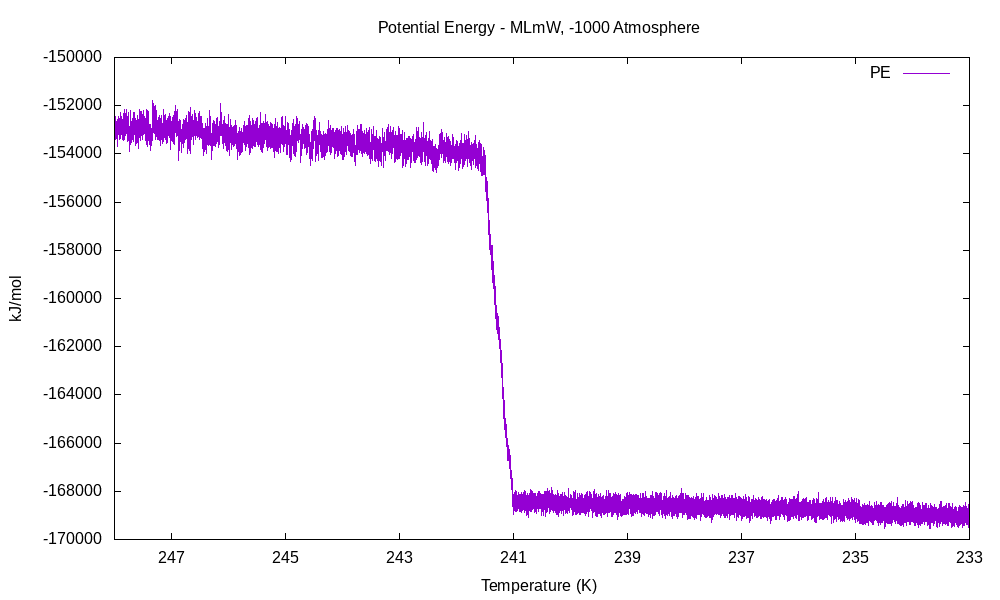 Potential Energy - MLmW, -1000 Atmosphere
PE
-150000
-152000
-154000
-156000
-158000
-160000
-162000
-164000
-166000
-168000
-170000
kJ/mol
247 245 243 241 239 237 235 233
Temperature (K)